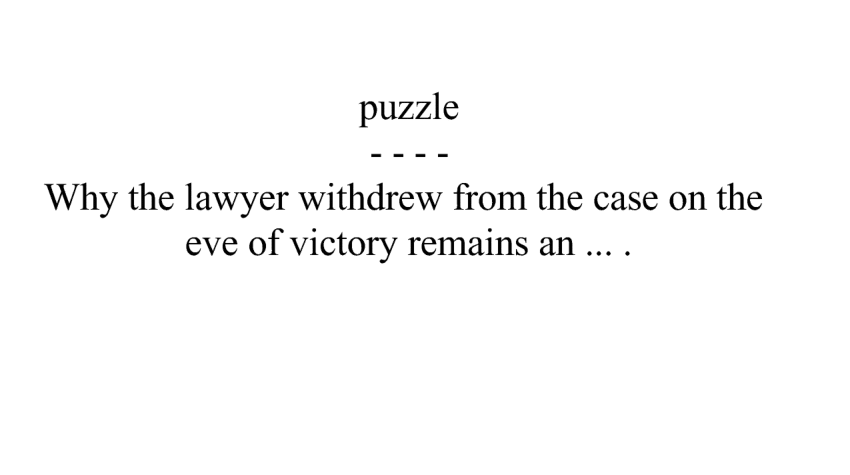 puzzle
- - - -
Why the lawyer withdrew from the case on the
eve of victory remains an ... .